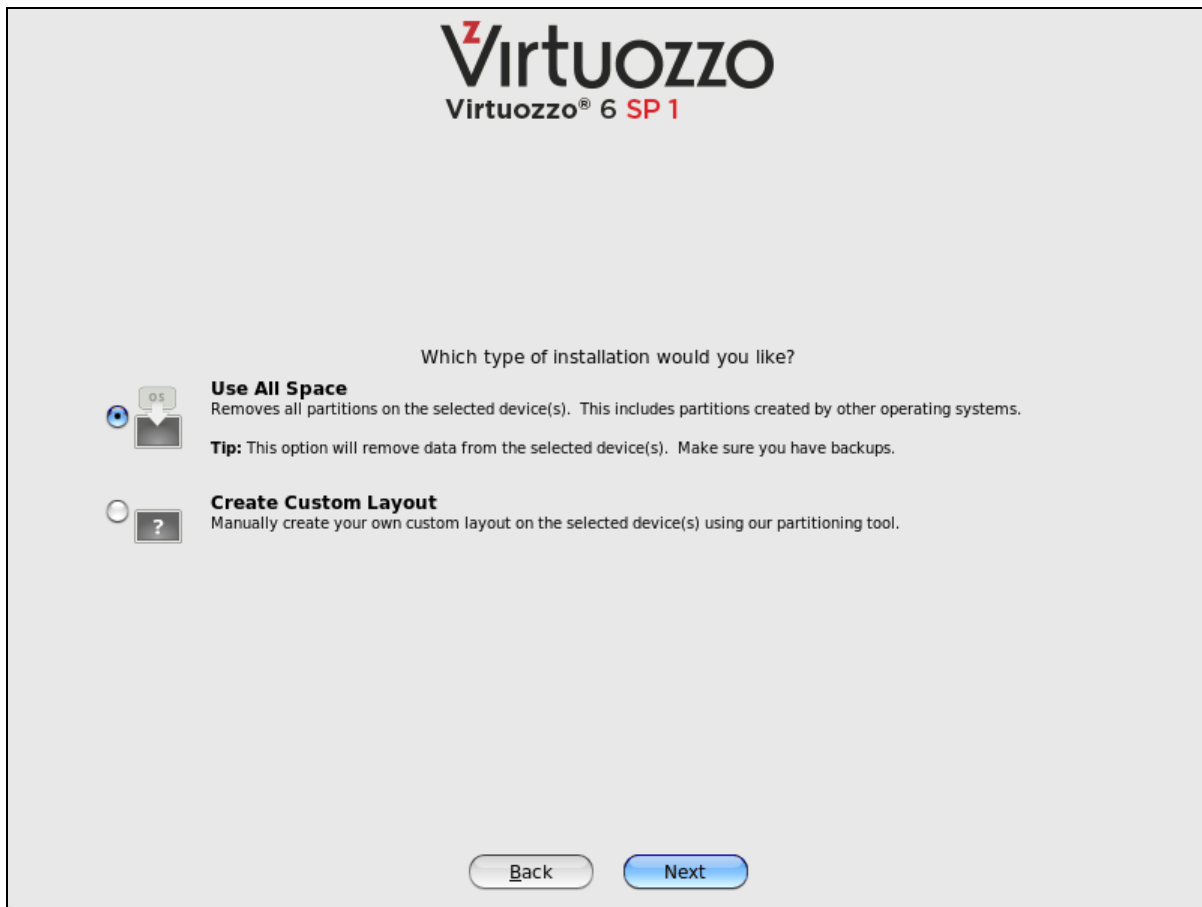 Virtuozzo
Virtuozzo® 6 SP 1
Which type of installation would you like?
OS
Use All Space
Removes all partitions on the selected device(s).  This includes partitions created by other operating systems.
Tip: This option will remove data from the selected device(s).  Make sure you have backups.
?
Create Custom Layout
Manually create your own custom layout on the selected device(s) using our partitioning tool.
Back
Next